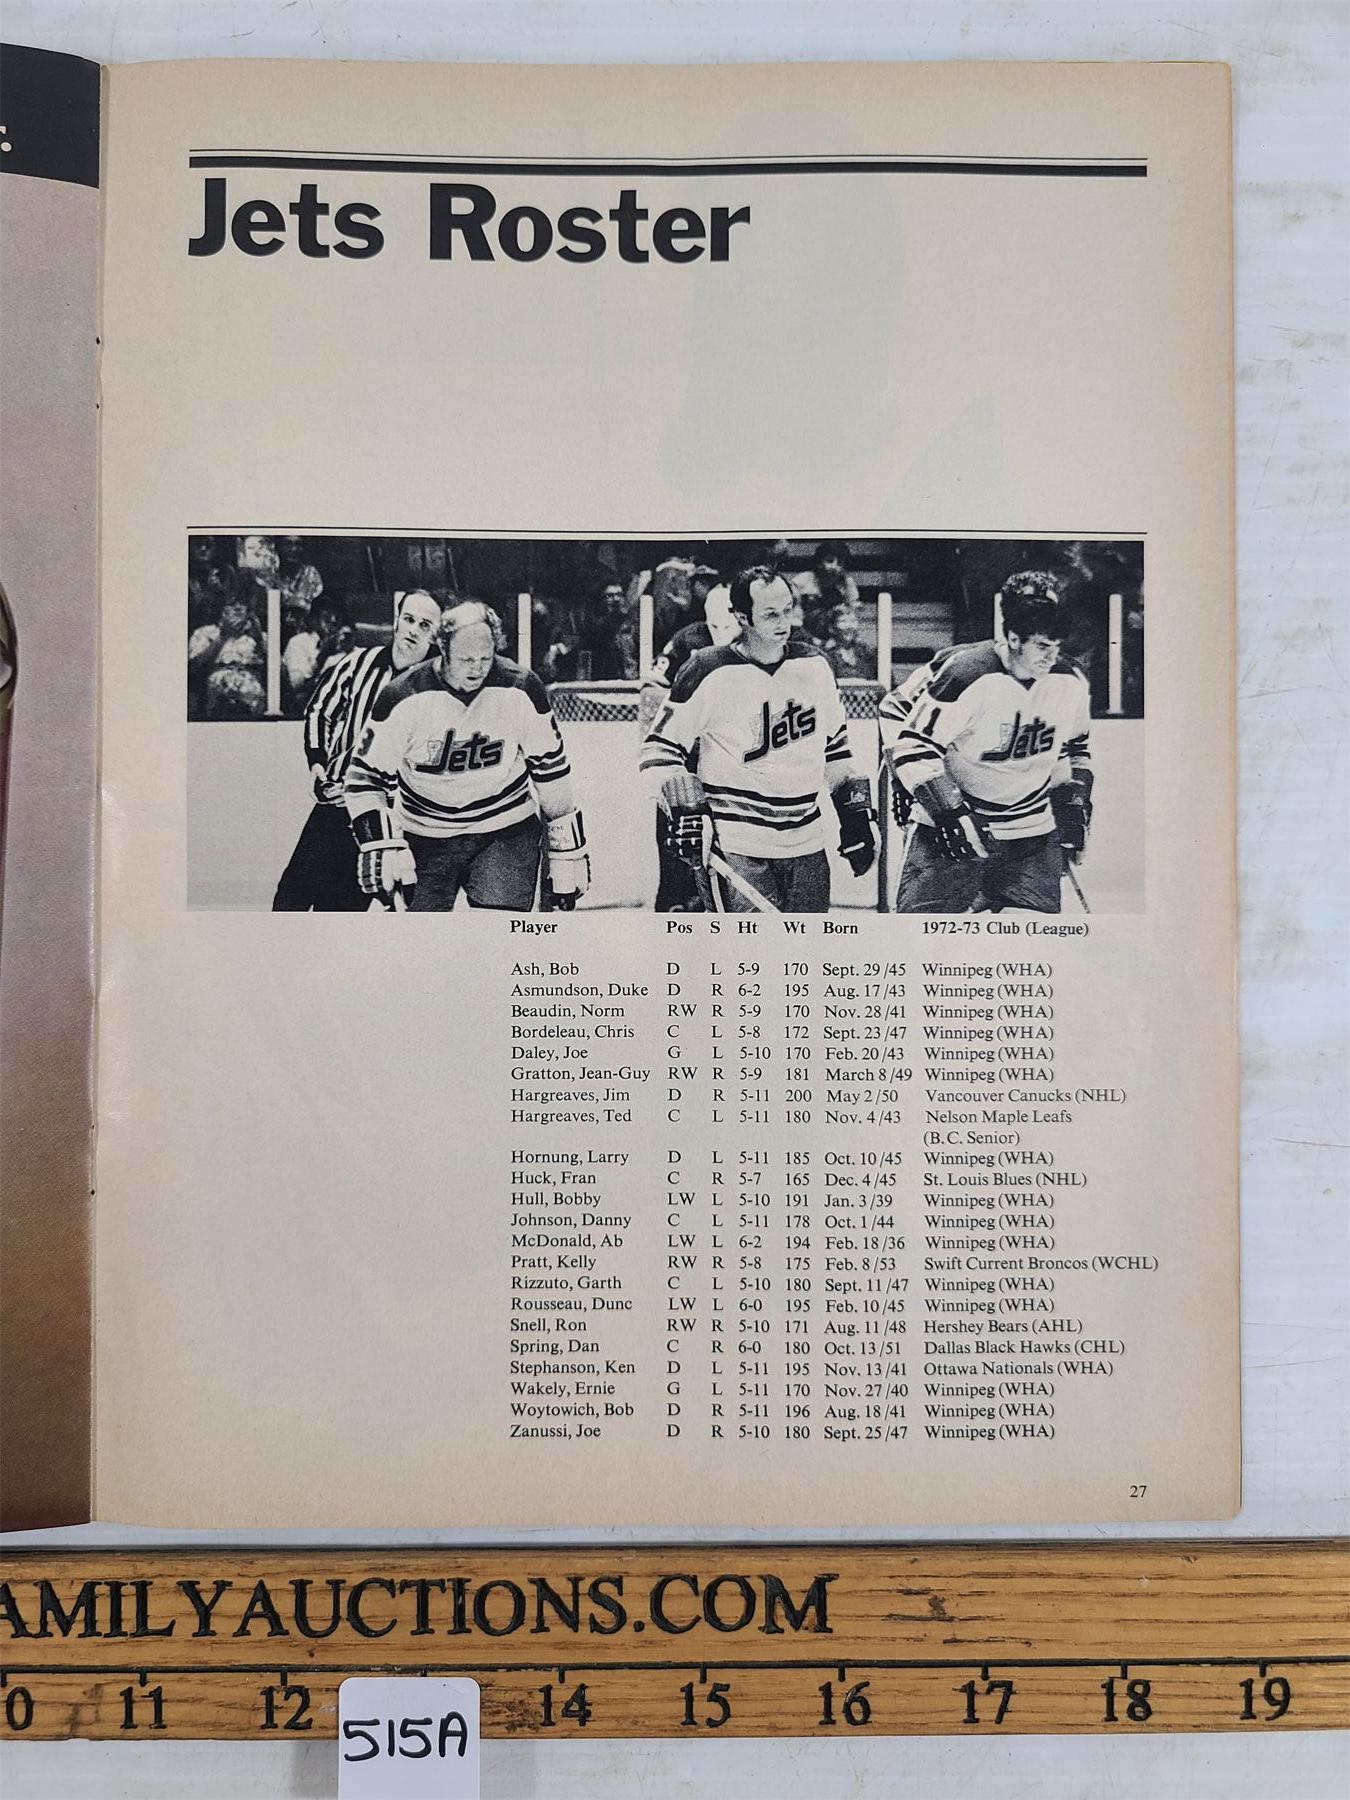 Jets Roster
Jets
Jets
Jets
11
Player Pos S Ht Wt Born 1972-73 Club (League)
Ash, Bob D L 5-9 170 Sept. 29/45 Winnipeg (WHA)
Asmundson, Duke D R 6-2 195 Aug. 17/43 Winnipeg (WHA)
Beaudin, Norm RW R 5-9 170 Nov. 28/41 Winnipeg (WHA)
Bordeleau, Chris C L 5-8 172 Sept. 23/47 Winnipeg (WHA)
Daley, Joe G L 5-10 170 Feb. 20/43 Winnipeg (WHA)
Gratton, Jean-Guy RW R 5-9 181 March 8/49 Winnipeg (WHA)
Hargreaves, Jim D R 5-11 200 May 2/50 Vancouver Canucks (NHL)
Hargreaves, Ted C L 5-11 180 Nov. 4/43 Nelson Maple Leafs
(B.C. Senior)
Hornung, Larry D L 5-11 185 Oct. 10/45 Winnipeg (WHA)
Huck, Fran C R 5-7 165 Dec. 4/45 St. Louis Blues (NHL)
Hull, Bobby LW L 5-10 191 Jan. 3/39 Winnipeg (WHA)
Johnson, Danny C L 5-11 178 Oct. 1/44 Winnipeg (WHA)
McDonald, Ab LW L 6-2 194 Feb. 18/36 Winnipeg (WHA)
Pratt, Kelly RW R 5-8 175 Feb. 8/53 Swift Current Broncos (WCHL)
Rizzuto, Garth C L 5-10 180 Sept. 11/47 Winnipeg (WHA)
Rousseau, Dunc LW L 6-0 195 Feb. 10/45 Winnipeg (WHA)
Snell, Ron RW R 5-10 171 Aug. 11/48 Hershey Bears (AHL)
Spring, Dan C R 6-0 180 Oct. 13/51 Dallas Black Hawks (CHL)
Stephanson, Ken D L 5-11 195 Nov. 13/41 Ottawa Nationals (WHA)
Wakely, Ernie G L 5-11 170 Nov. 27/40 Winnipeg (WHA)
Woytowich, Bob D R 5-11 196 Aug. 18/41 Winnipeg (WHA)
Zanussi, Joe D R 5-10 180 Sept. 25/47 Winnipeg (WHA)
27
AMILYAUCTIONS.COM
0 11 12 14 15 16 17 18 19
515A